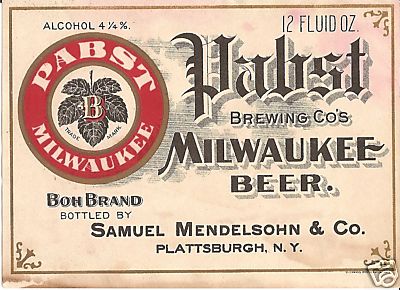 ALCOHOL 4 1/4 %.
12 FLUID OZ.
PABST
B
TRADE MARK
MILWAUKEE
Pabst
BREWING CO'S
MILWAUKEE
BEER.
BOH BRAND
BOTTLED BY
SAMUEL MENDELSOHN & CO.
PLATTSBURGH, N.Y.